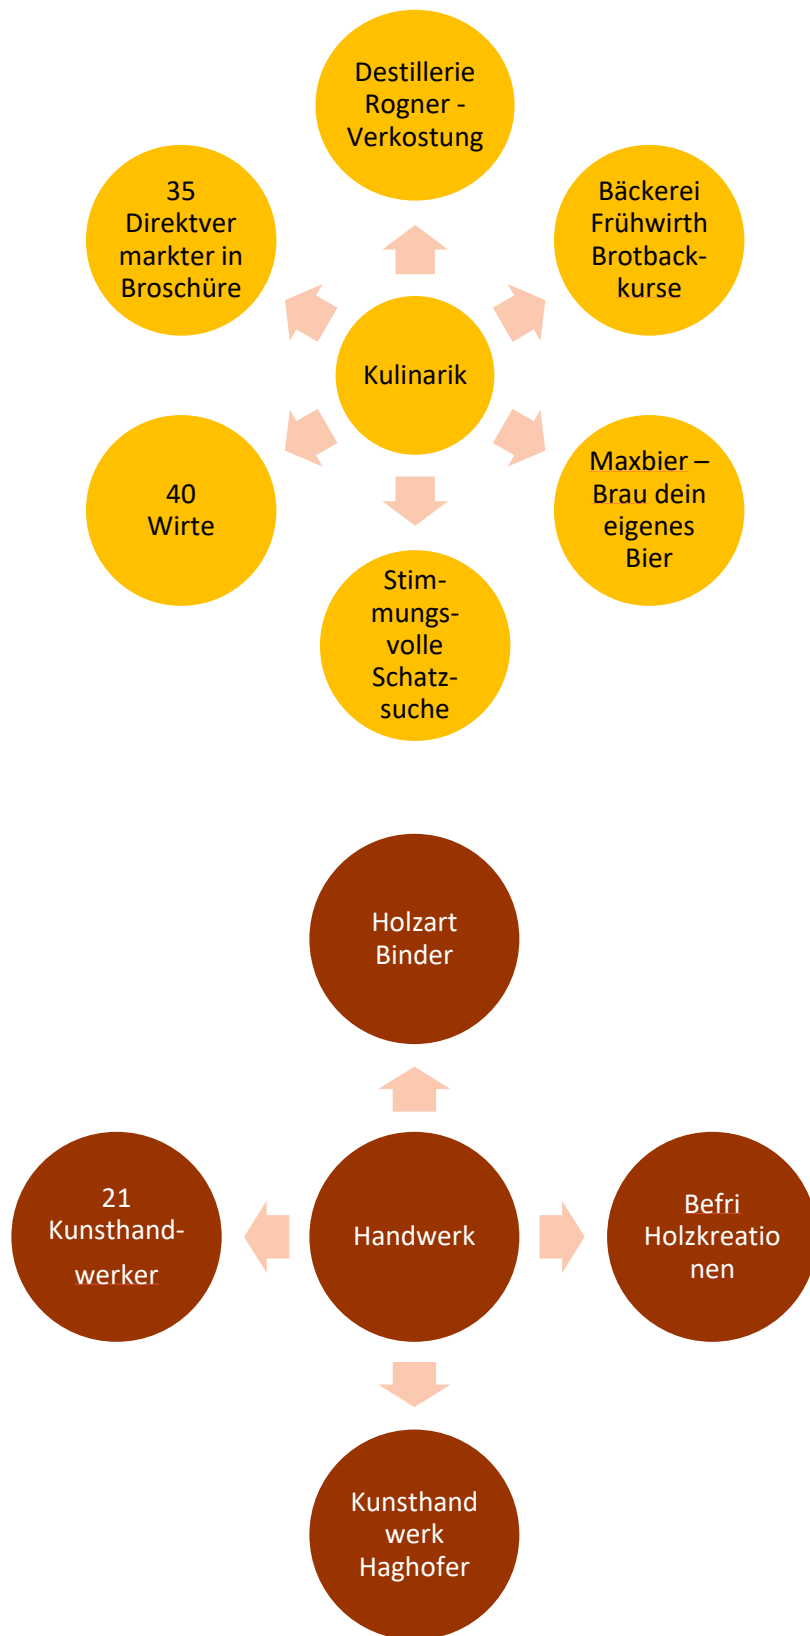 Destillerie
Rogner -
Verkostung
35
Direktver
markter in
Broschüre
Bäckerei
Frühwirth
Brotback-
kurse
Kulinarik
40
Wirte
Maxbier –
Brau dein
eigenes
Bier
Stim-
mungs-
volle
Schatz-
suche
Holzart
Binder
21
Kunsthand-
werker
Handwerk
Befri
Holzkreatio
nen
Kunsthand
werk
Haghofer